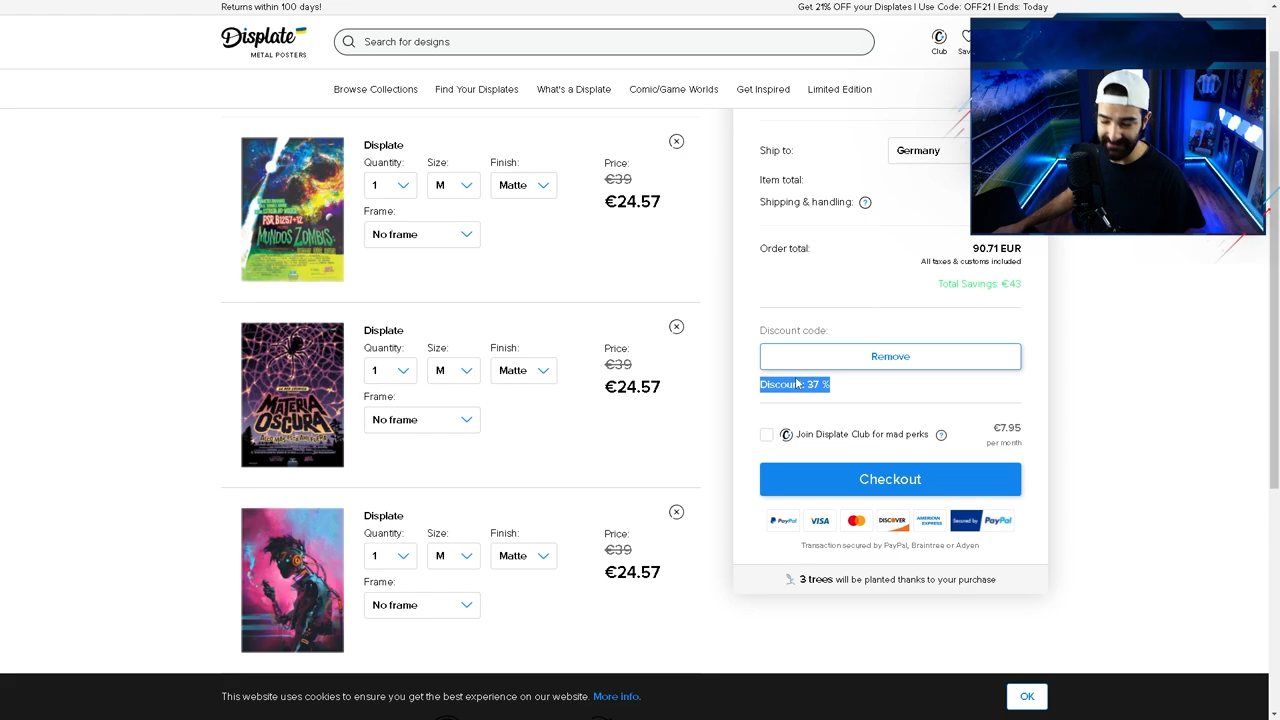 Returns within 100 days!
Get 21% OFF your Displates | Use Code: OFF21 | Ends: Today
Displate
METAL POSTERS
Search for designs
Club
Browse Collections
Find Your Displates
What's a Displate
Comic/Game Worlds
Get Inspired
Limited Edition
Displate
Quantity: Size: Finish: Price:
€39
1 M Matte €24.57
Frame:
No frame
MUNDOS ZOMBIS
Displate
Quantity: Size: Finish: Price:
€39
1 M Matte €24.57
Frame:
No frame
MATERIA
OSCURA
Displate
Quantity: Size: Finish: Price:
€39
1 M Matte €24.57
Frame:
No frame
Ship to: Germany
Item total:
Shipping & handling: ?
Order total: 90.71 EUR
All taxes & customs included
Total Savings: €43
Discount code:
Remove
Discount: 37 %
Join Displate Club for mad perks ? €7.95
per month
Checkout
PayPal VISA MasterCard DISCOVER AMERICAN EXPRESS Secured by PayPal
Transaction secured by PayPal, Braintree or Adyen
3 trees will be planted thanks to your purchase
This website uses cookies to ensure you get the best experience on our website. More info.
OK